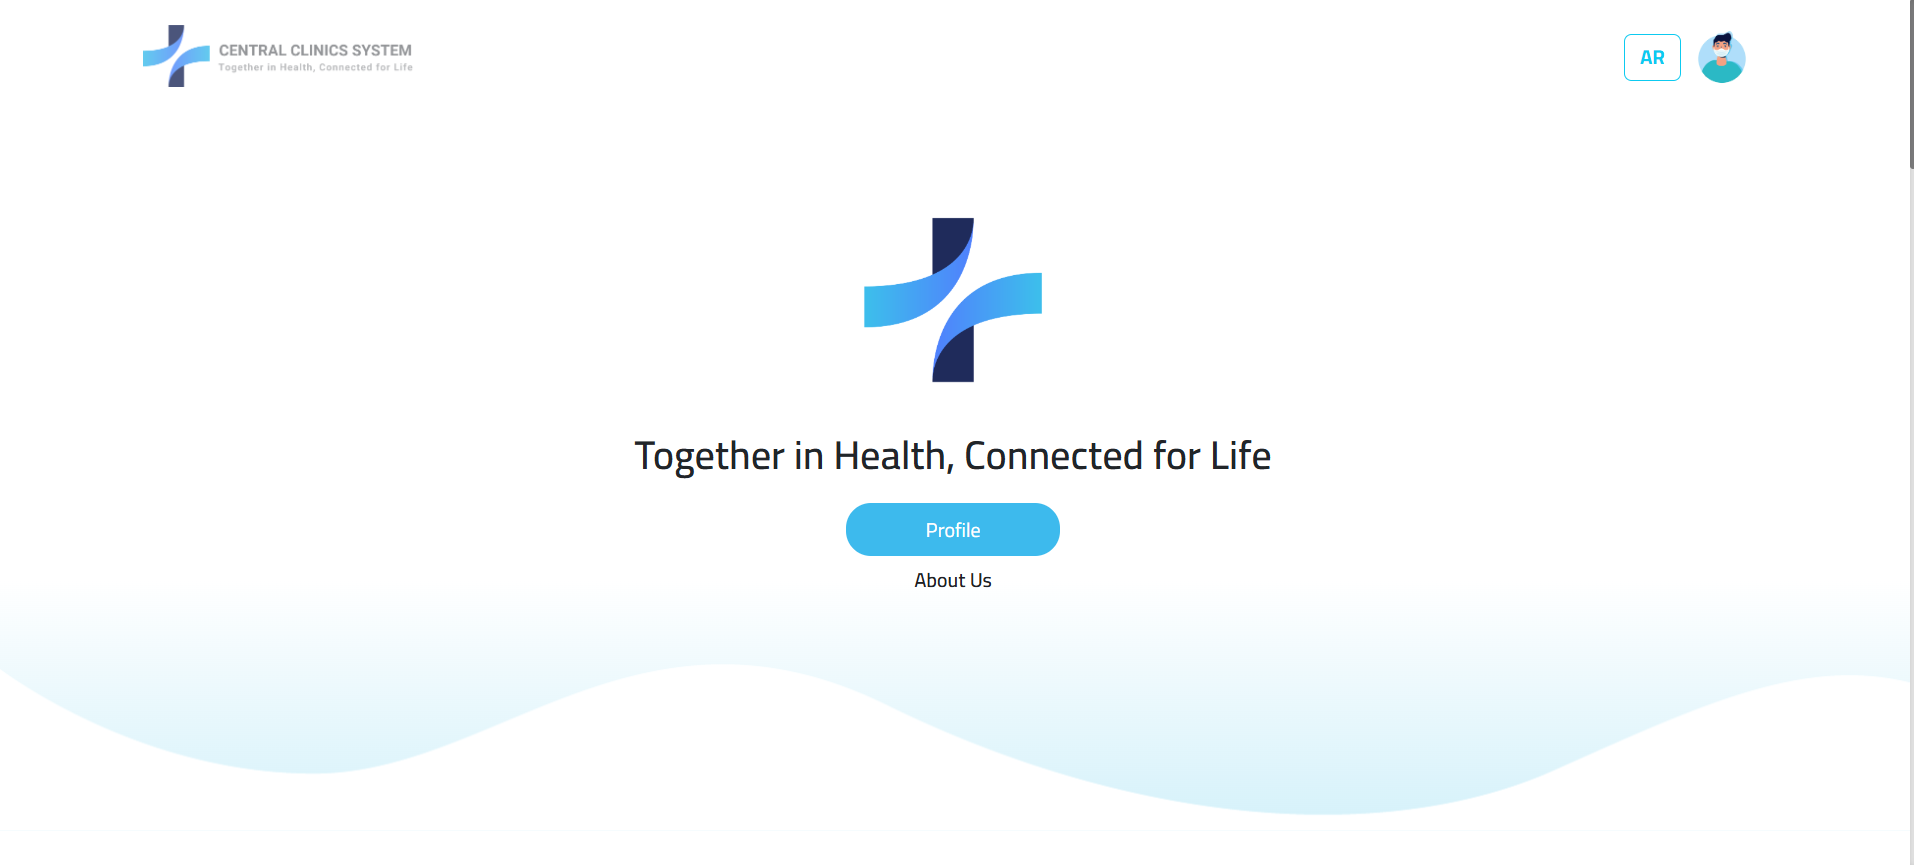 CENTRAL CLINICS SYSTEM
Together in Health, Connected for Life
AR
Together in Health, Connected for Life
Profile
About Us